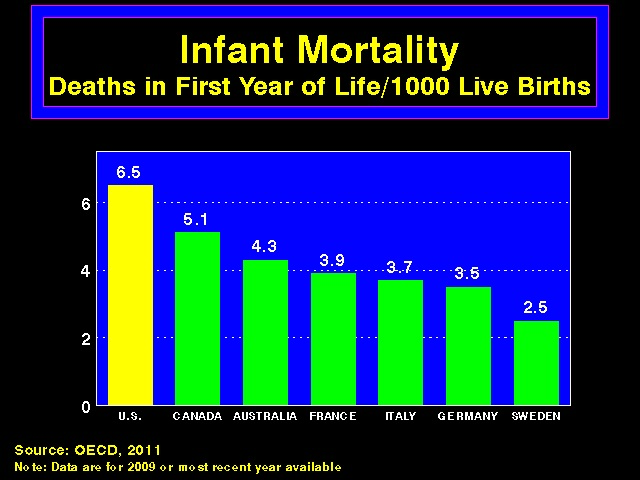 Infant Mortality
Deaths in First Year of Life/1000 Live Births
6.5
5.1
4.3
3.9
3.7
3.5
2.5
6
4
2
0
U.S. CANADA AUSTRALIA FRANCE ITALY GERMANY SWEDEN
Source: OECD, 2011
Note: Data are for 2009 or most recent year available